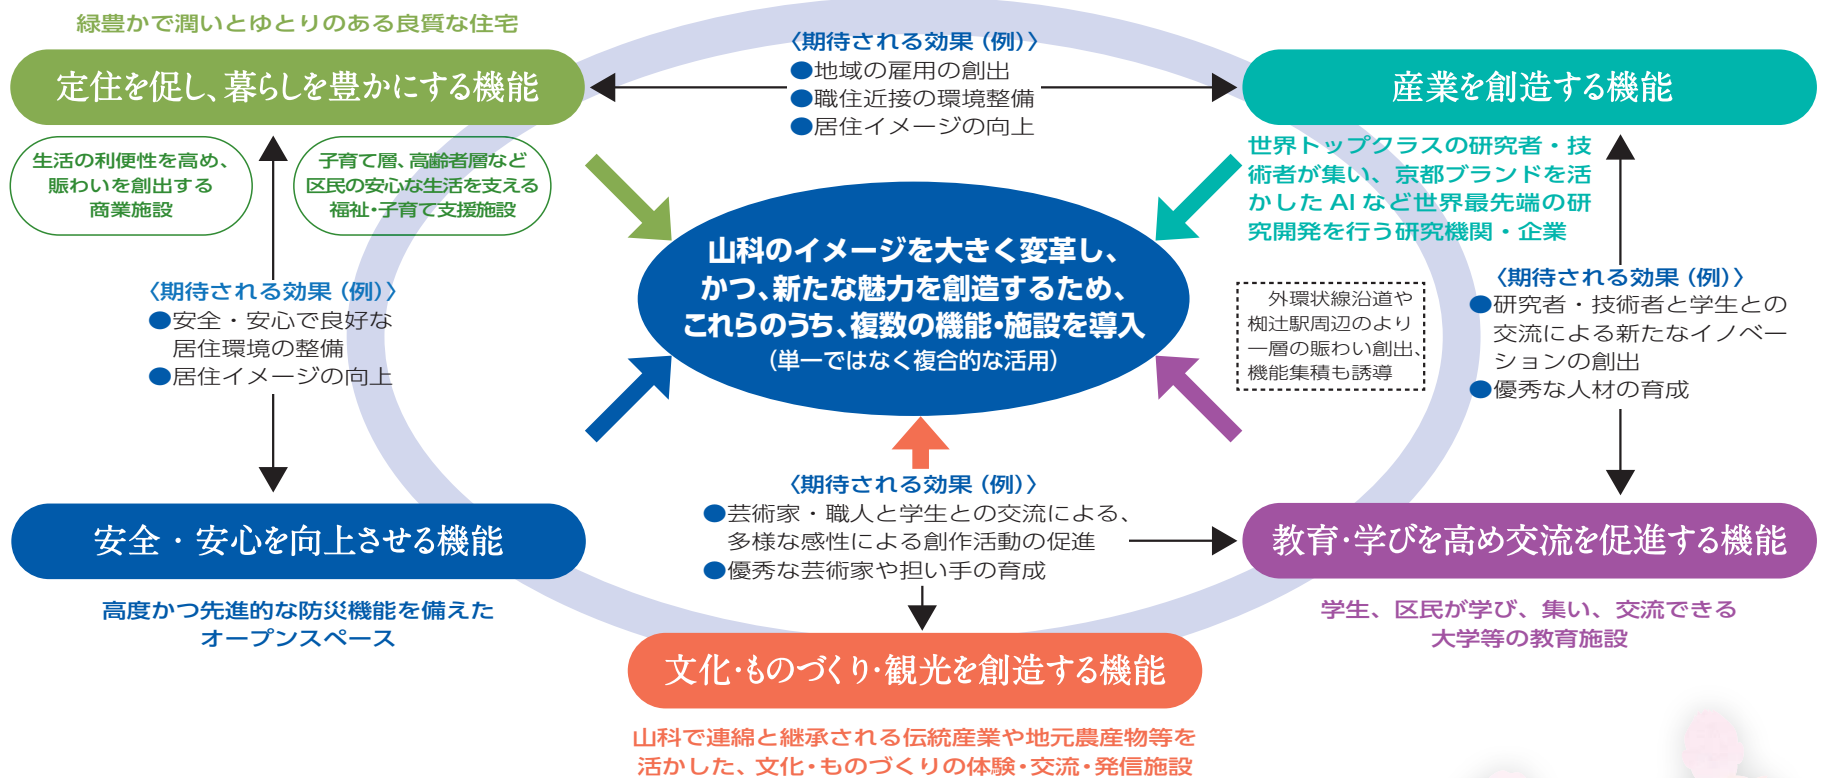 緑豊かで潤いとゆとりのある良質な住宅
定住を促し、暮らしを豊かにする機能
生活の利便性を高め、
賑わいを創出する
商業施設
子育て層、高齢者層など
区民の安心な生活を支える
福祉・子育て支援施設
〈期待される効果（例）〉
●地域の雇用の創出
●職住近接の環境整備
●居住イメージの向上
産業を創造する機能
世界トップクラスの研究者・技
術者が集い、京都ブランドを活
かした AI など世界最先端の研
究開発を行う研究機関・企業
山科のイメージを大きく変革し、
かつ、新たな魅力を創造するため、
これらのうち、複数の機能・施設を導入
（単一ではなく複合的な活用）
外環状線沿道や
椥辻駅周辺のより
一層の賑わい創出、
機能集積も誘導
〈期待される効果（例）〉
●安全・安心で良好な
居住環境の整備
●居住イメージの向上
〈期待される効果（例）〉
●研究者・技術者と学生との
交流による新たなイノベー
ションの創出
●優秀な人材の育成
安全・安心を向上させる機能
高度かつ先進的な防災機能を備えた
オープンスペース
〈期待される効果（例）〉
●芸術家・職人と学生との交流による、
多様な感性による創作活動の促進
●優秀な芸術家や担い手の育成
教育・学びを高め交流を促進する機能
学生、区民が学び、集い、交流できる
大学等の教育施設
文化・ものづくり・観光を創造する機能
山科で連綿と継承される伝統産業や地元農産物等を
活かした、文化・ものづくりの体験・交流・発信施設